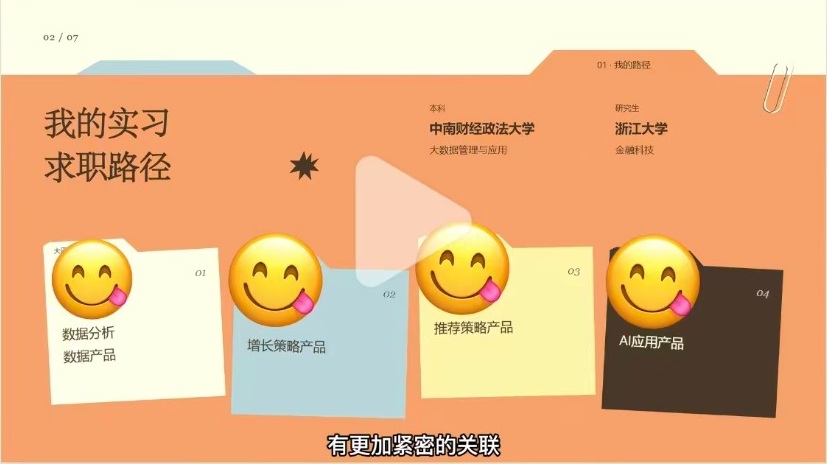 02 / 07
01 · 我的路径
我的实习
求职路径
本科
中南财经政法大学
大数据管理与应用
研究生
浙江大学
金融科技
01
数据分析
数据产品
02
增长策略产品
03
推荐策略产品
04
AI应用产品
有更加紧密的关联